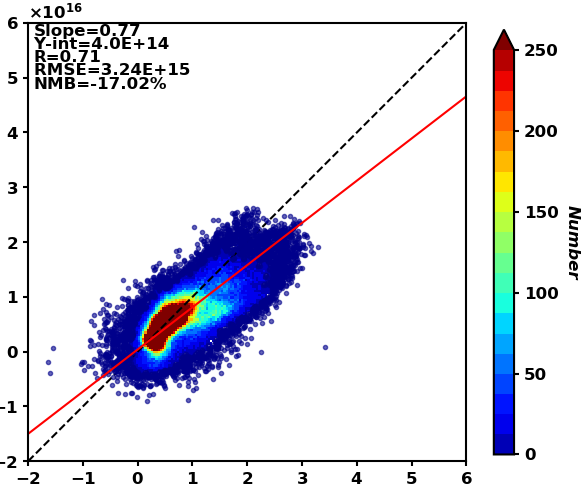 ×10¹⁶
Slope=0.77
Y-int=4.0E+14
R=0.71
RMSE=3.24E+15
NMB=-17.02%
6
5
4
3
2
1
0
−1
−2
−2 −1 0 1 2 3 4 5 6
250
200
150
100
50
0
Number